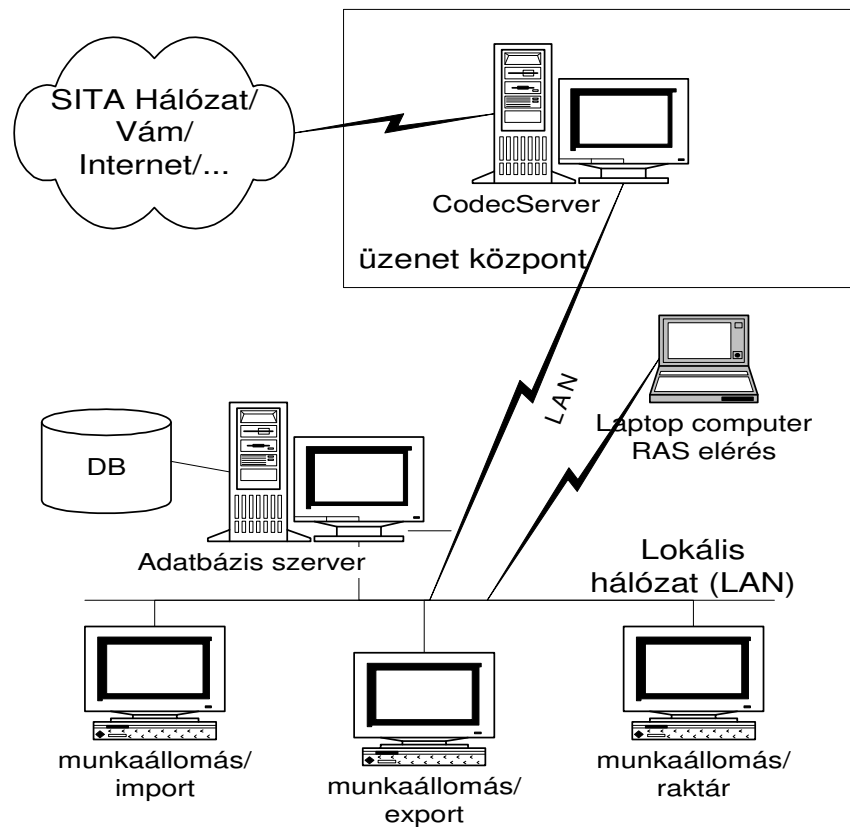 SITA Hálózat/
Vám/
Internet/...
CodecServer
üzenet központ
LAN
Laptop computer
RAS elérés
DB
Adatbázis szerver
Lokális
hálózat (LAN)
munkaállomás/
import
munkaállomás/
export
munkaállomás/
raktár